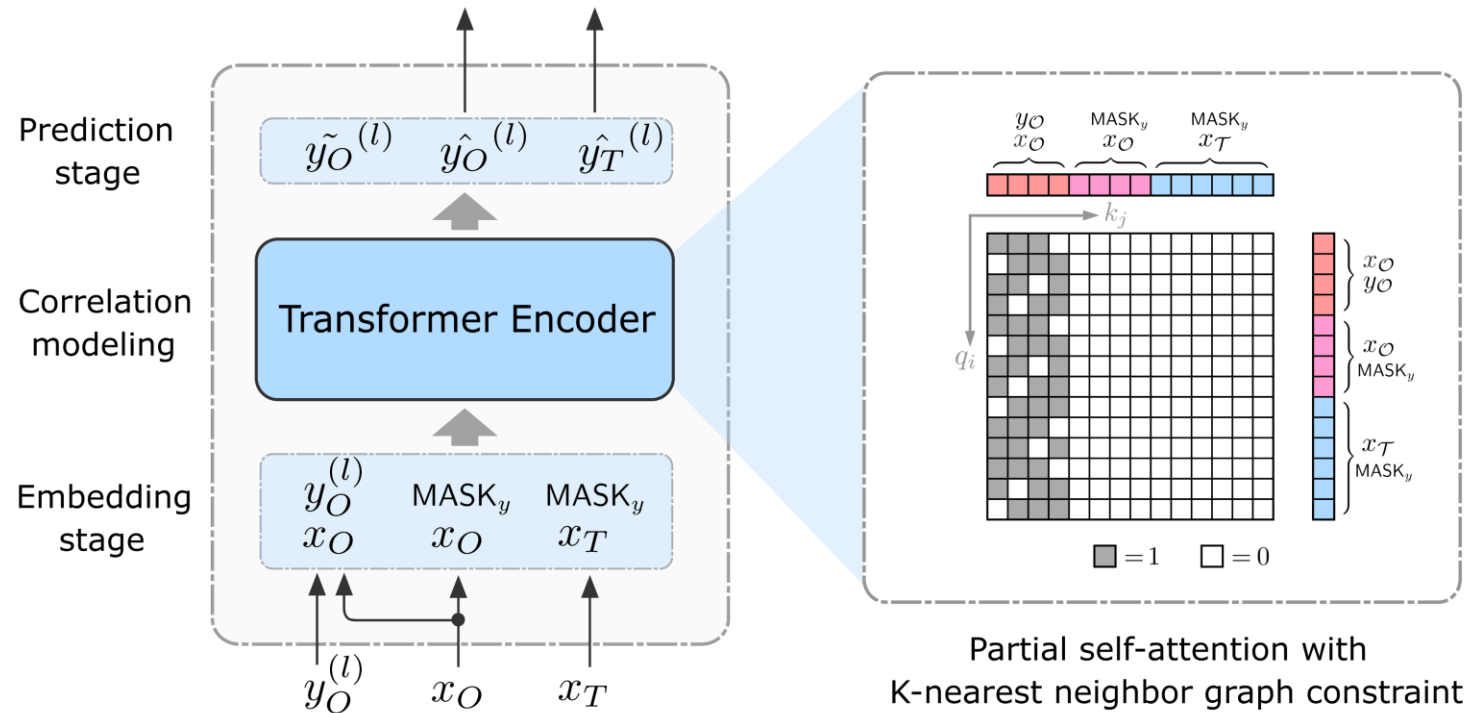 Prediction
stage
ỹ_O^(l) ŷ_O^(l) ŷ_T^(l)
Correlation
modeling
Transformer Encoder
Embedding
stage
y_O^(l) MASK_y MASK_y
x_O x_O x_T
y_O^(l) x_O x_T
y_𝒪 MASK_y MASK_y
x_𝒪 x_𝒪 x_𝒯
k_j
q_i
x_𝒪
y_𝒪
x_𝒪
MASK_y
x_𝒯
MASK_y
= 1 = 0
Partial self-attention with
K-nearest neighbor graph constraint